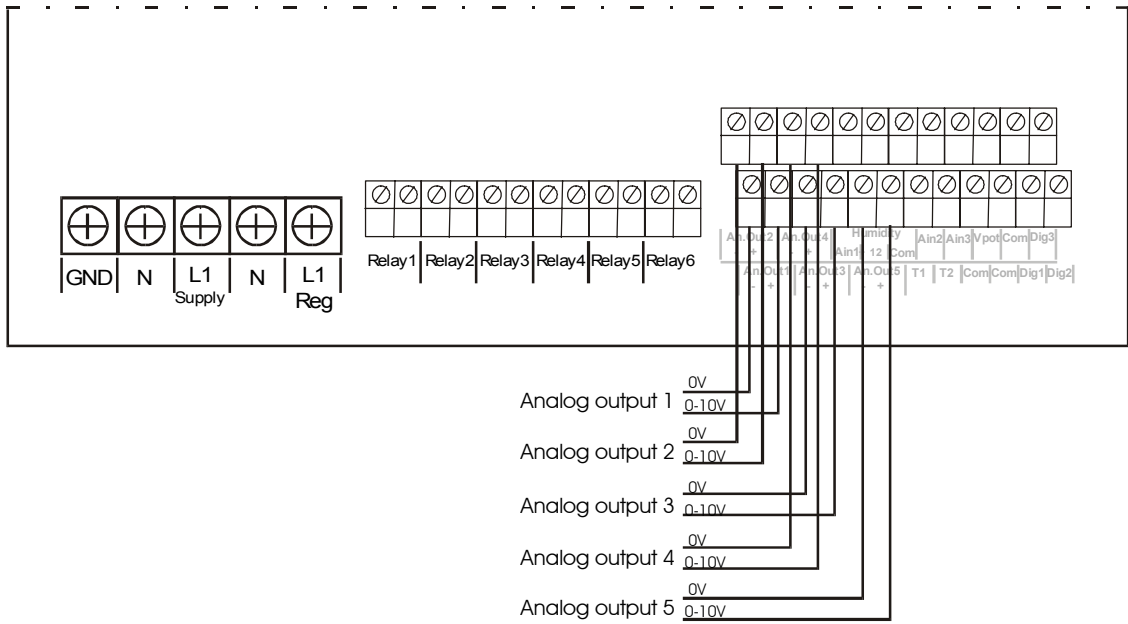 An.Out2 An.Out4 Humidity Ain2 Ain3 Vpot Com Dig3
- + - + Ain1 12 Com
An.Out1 An.Out3 An.Out5 T1 T2 Com Com Dig1 Dig2
- + - + - +
Relay1 Relay2 Relay3 Relay4 Relay5 Relay6
GND N L1 N L1
Supply Reg
Analog output 1 0V
0-10V
Analog output 2 0V
0-10V
Analog output 3 0V
0-10V
Analog output 4 0V
0-10V
Analog output 5 0V
0-10V